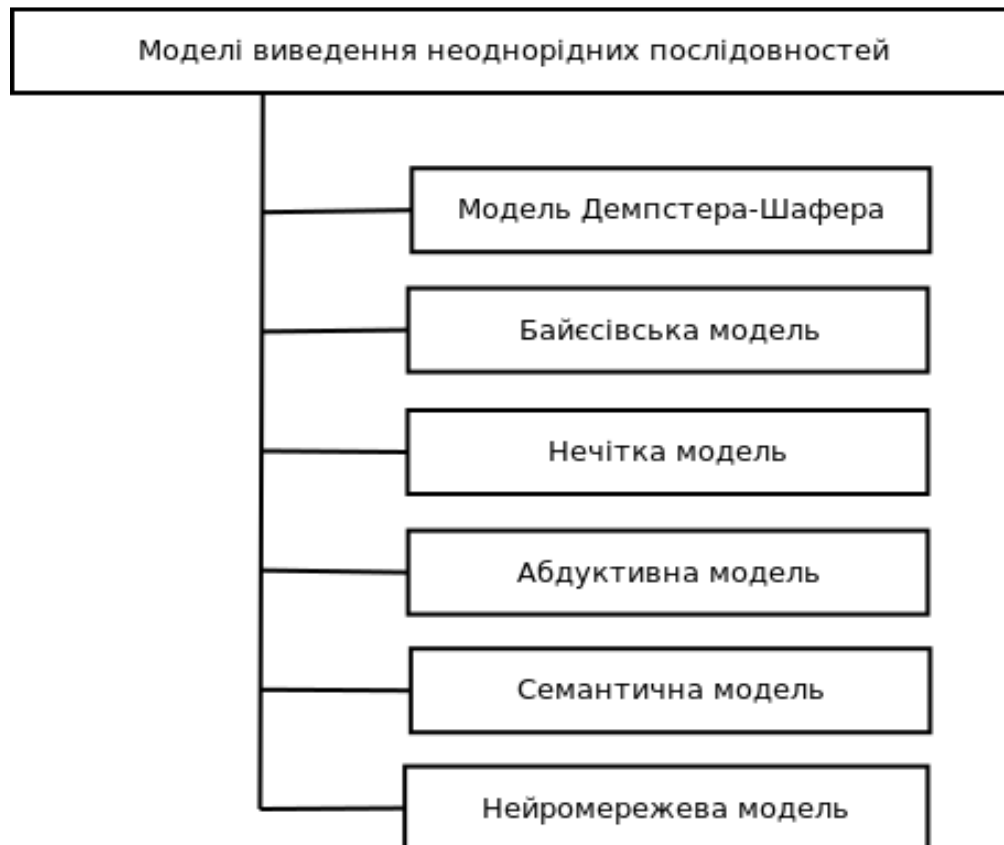 Моделі виведення неоднорідних послідовностей
Модель Демпстера-Шафера
Байєсівська модель
Нечітка модель
Абдуктивна модель
Семантична модель
Нейромережева модель